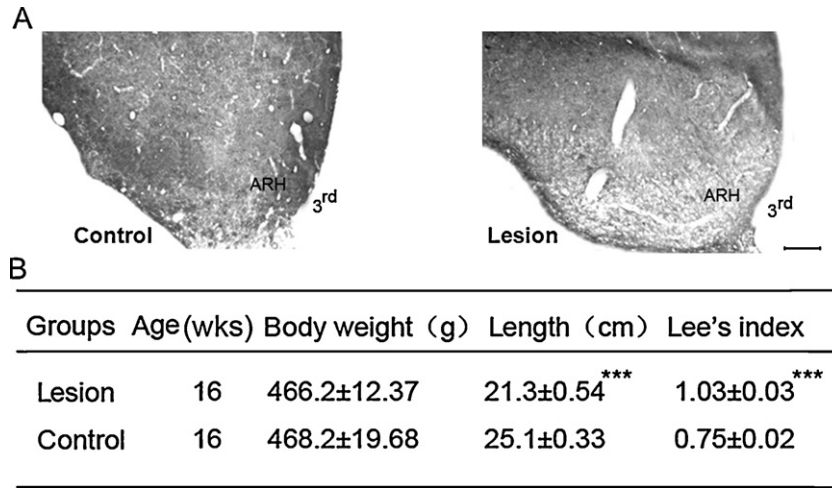 A
ARH
3rd
Control
ARH
3rd
Lesion
B
Groups Age(wks) Body weight（g） Length（cm） Lee's index
Lesion 16 466.2±12.37 21.3±0.54*** 1.03±0.03***
Control 16 468.2±19.68 25.1±0.33 0.75±0.02